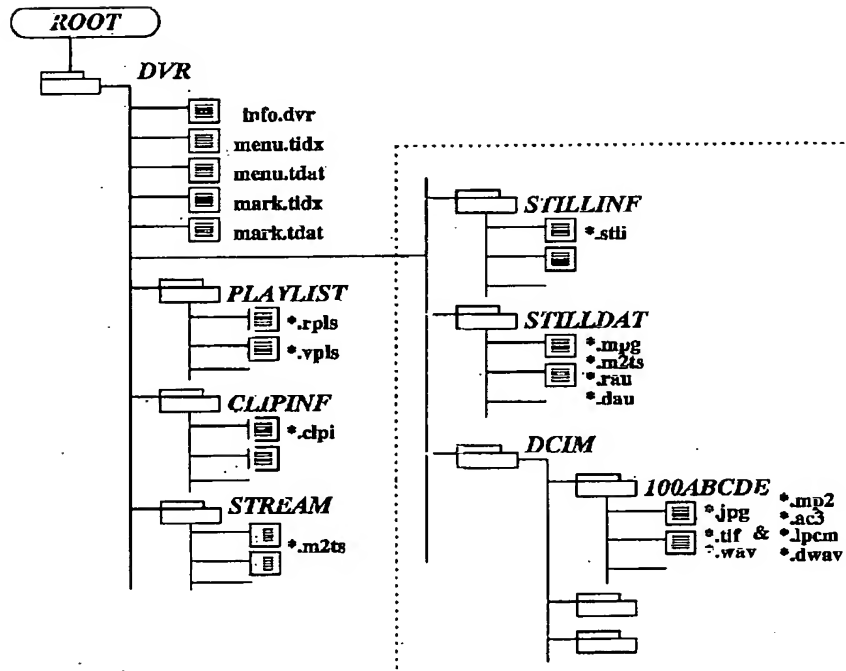 ROOT
DVR
info.dvr
menu.tidx
menu.tdat
mark.tidx
mark.tdat
PLAYLIST
*.rpls
*.vpls
CLIPINF
*.clpi
STREAM
*.m2ts
STILLINF
*.stli
STILLDAT
*.mpg
*.m2ts
*.rau
*.dau
DCIM
100ABCDE
*.jpg
*.tif &
*.wav
*.mp2
*.ac3
*.lpcm
*.dwav